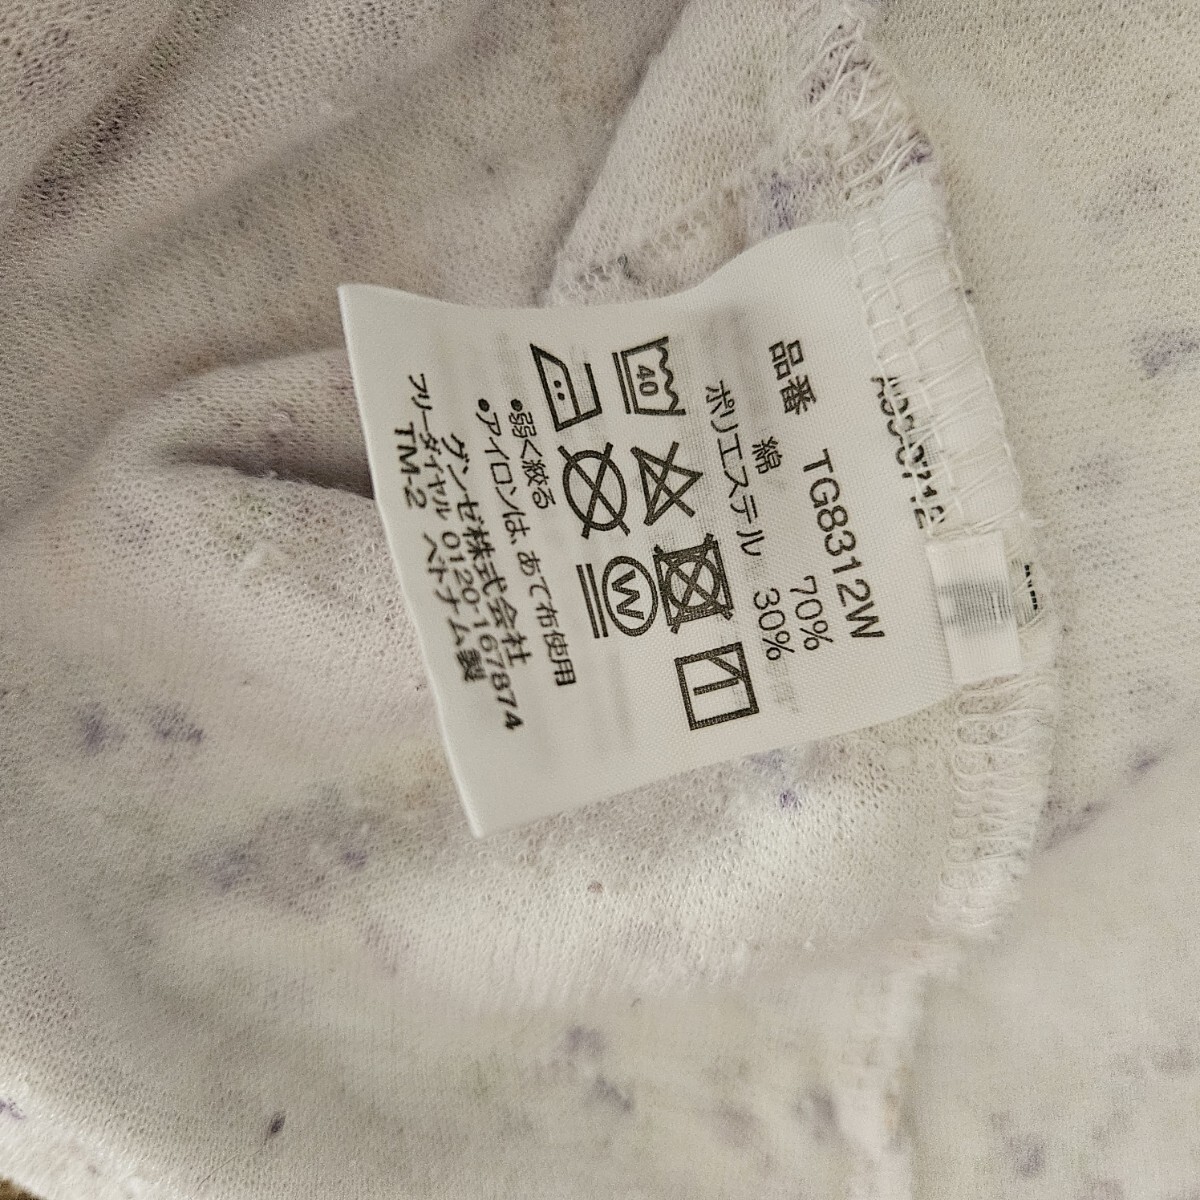 品番 TG8312W
綿 70%
ポリエステル 30%
40
W
●弱く絞る
●アイロンは、あて布使用
グンゼ株式会社
フリーダイヤル 0120-167874
TM-2 ベトナム製